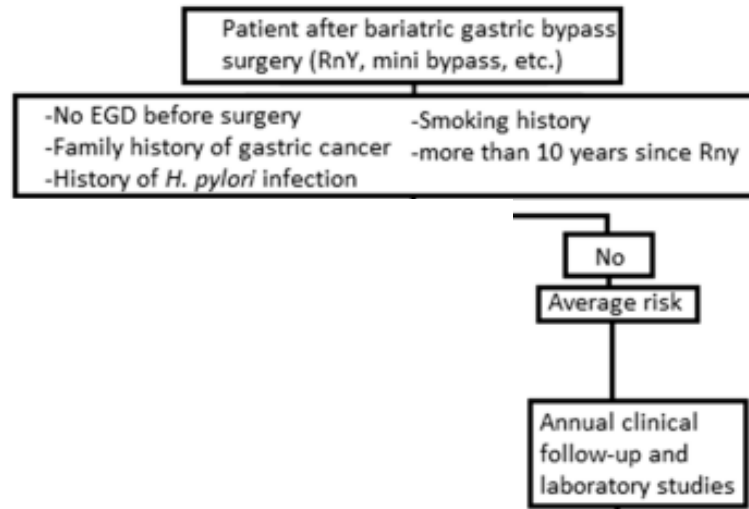 Patient after bariatric gastric bypass
surgery (RnY, mini bypass, etc.)
-No EGD before surgery
-Family history of gastric cancer
-History of H. pylori infection
-Smoking history
-more than 10 years since Rny
No
Average risk
Annual clinical
follow-up and
laboratory studies